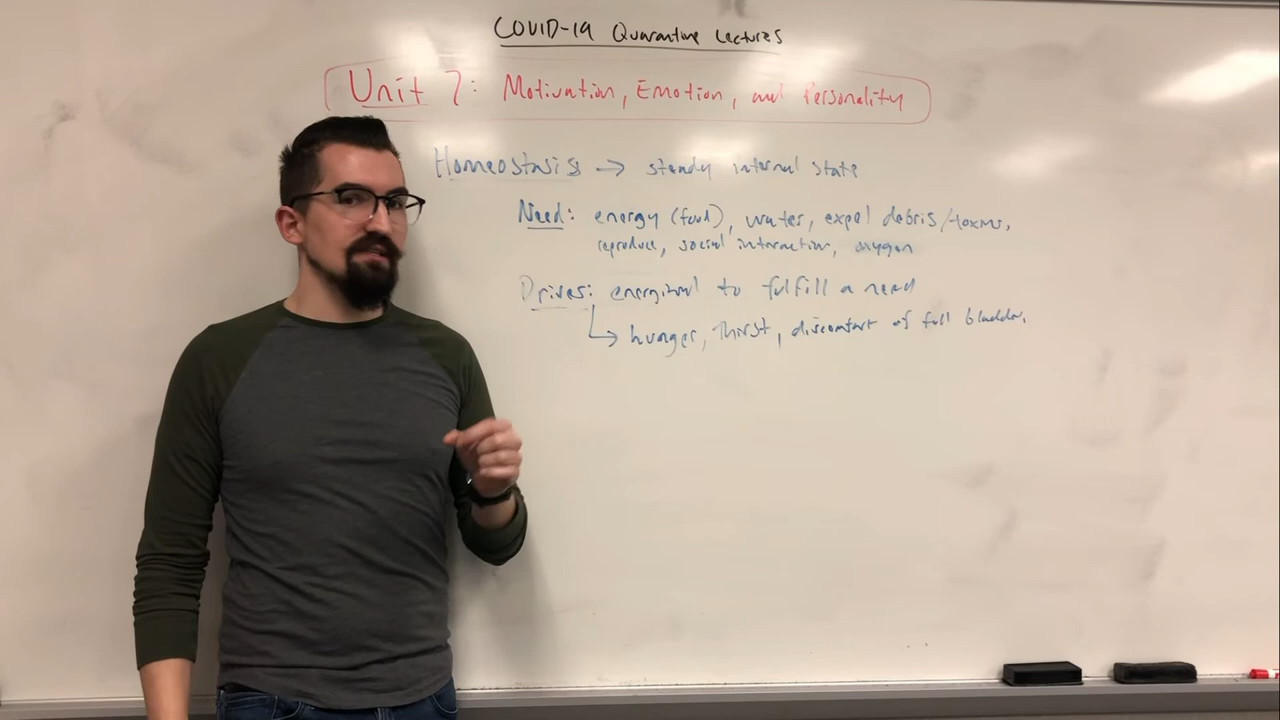 COVID-19 Quarantine Lectures
Unit 7: Motivation, Emotion, and Personality
Homeostasis → steady internal state
Need: energy (food), water, expel debris/toxins,
reproduce, social interaction, oxygen
Drives: energized to fulfill a need
↳ hunger, thirst, discomfort of full bladder,